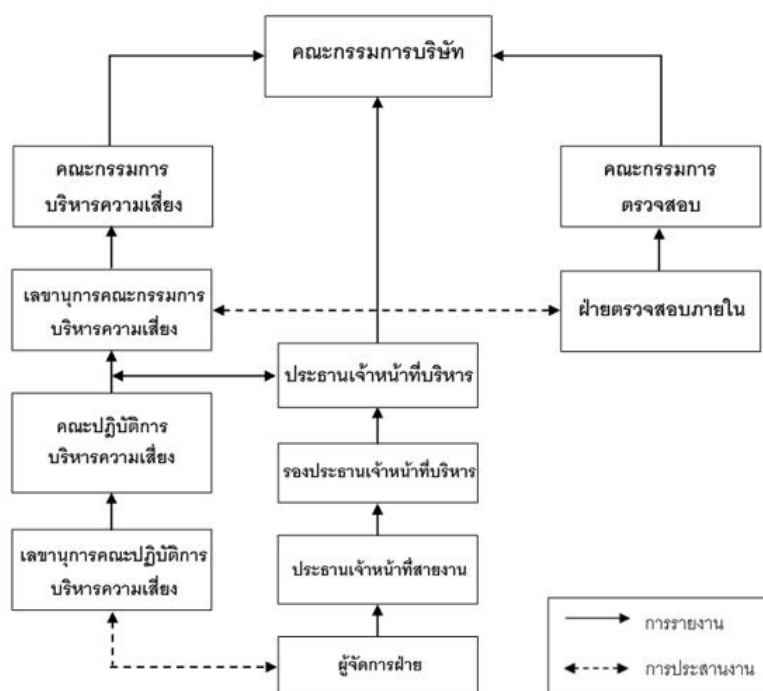 คณะกรรมการบริษัท
คณะกรรมการ
บริหารความเสี่ยง
คณะกรรมการ
ตรวจสอบ
เลขานุการคณะกรรมการ
บริหารความเสี่ยง
ฝ่ายตรวจสอบภายใน
ประธานเจ้าหน้าที่บริหาร
คณะปฏิบัติการ
บริหารความเสี่ยง
รองประธานเจ้าหน้าที่บริหาร
เลขานุการคณะปฏิบัติการ
บริหารความเสี่ยง
ประธานเจ้าหน้าที่สายงาน
ผู้จัดการฝ่าย
การรายงาน
การประสานงาน